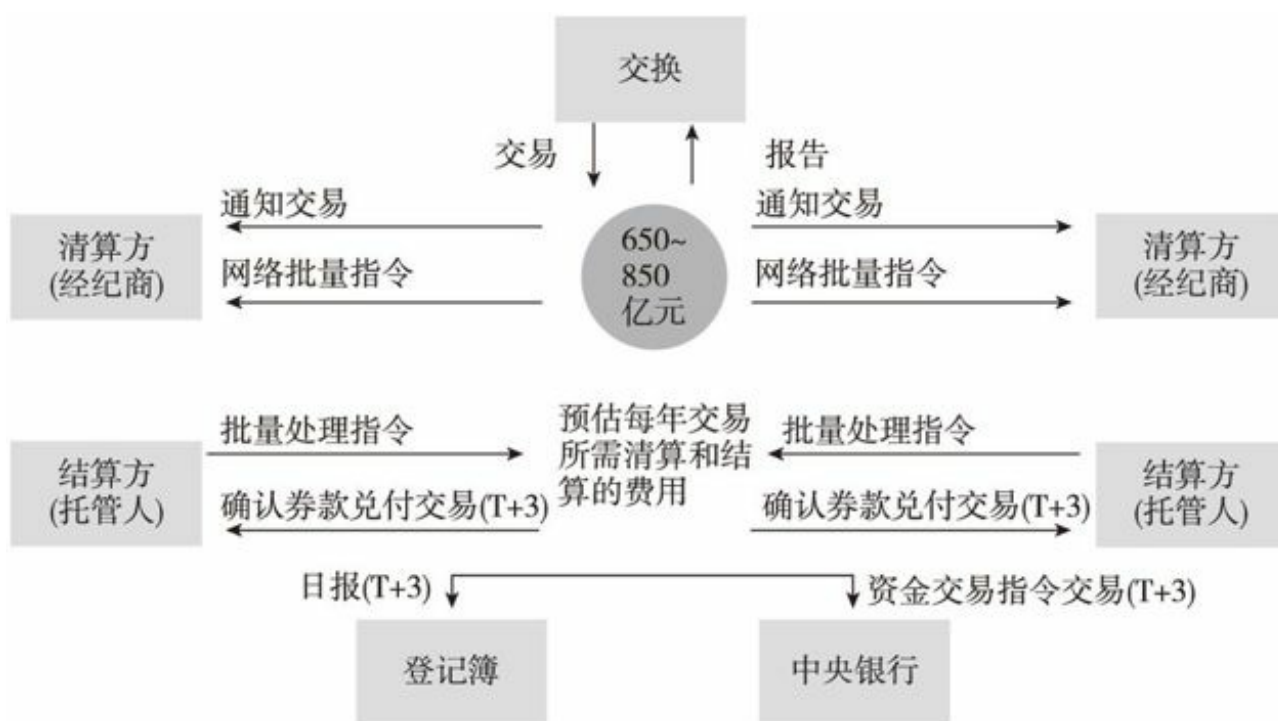 交换
交易
报告
通知交易
通知交易
清算方
(经纪商)
网络批量指令
650~
850
亿元
网络批量指令
清算方
(经纪商)
批量处理指令
预估每年交易
所需清算和结
算的费用
批量处理指令
结算方
(托管人)
确认券款兑付交易(T+3)
确认券款兑付交易(T+3)
结算方
(托管人)
日报(T+3)
资金交易指令交易(T+3)
登记簿
中央银行